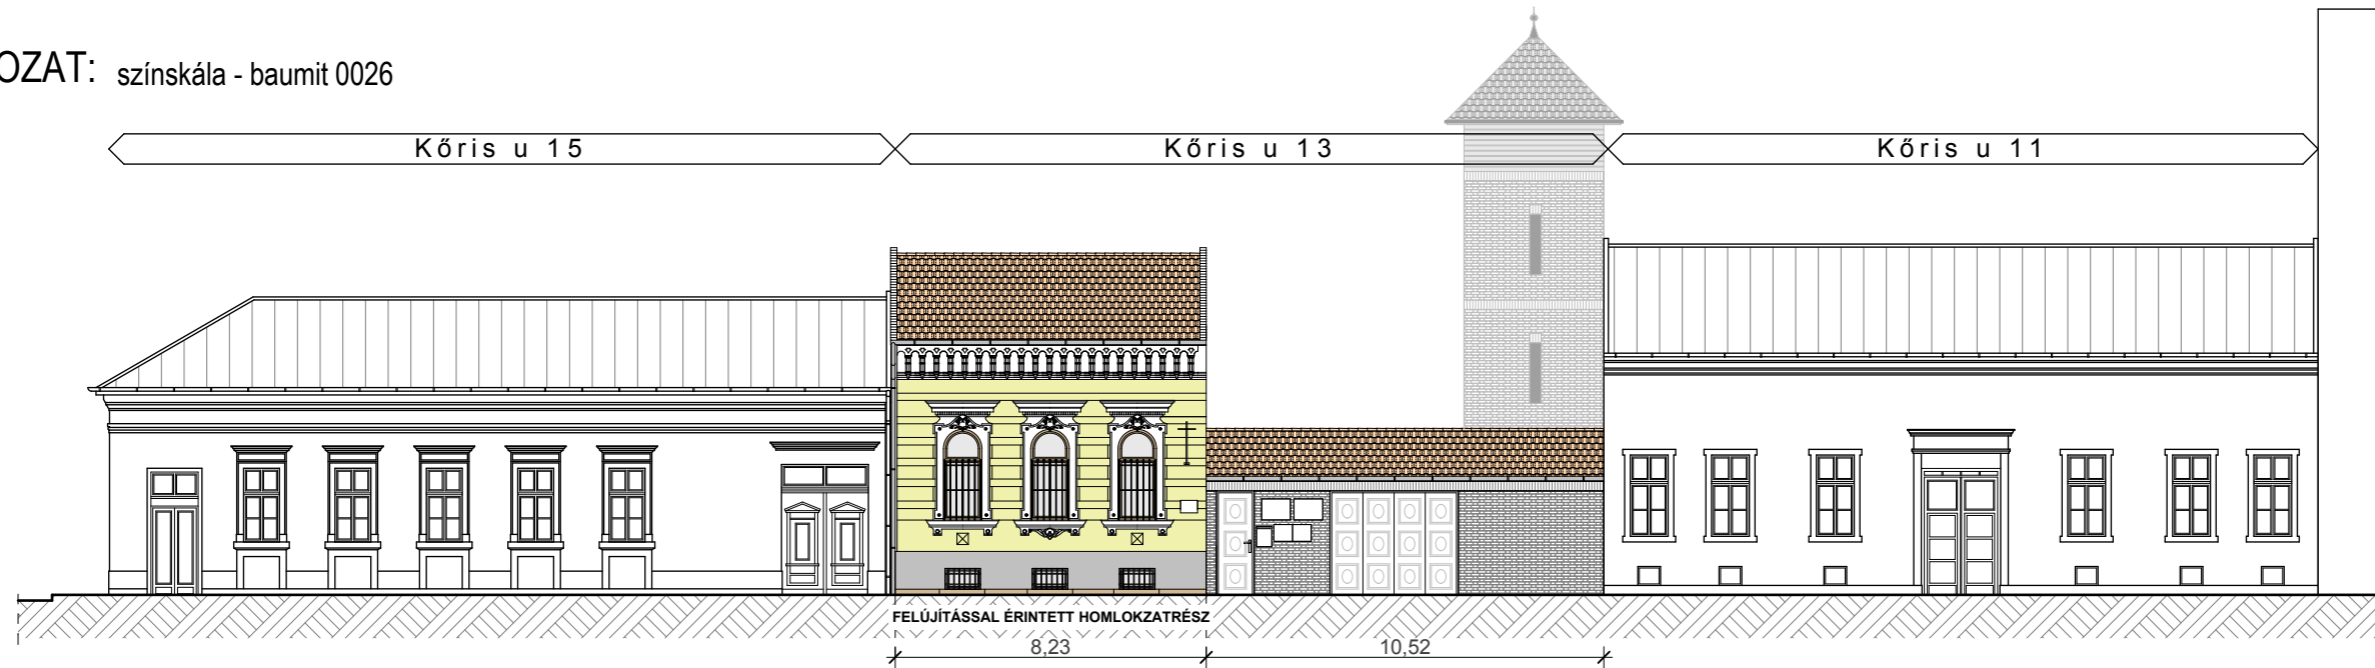 OZAT: színskála - baumit 0026
Kőris u 15 Kőris u 13 Kőris u 11
FELÚJÍTÁSSAL ÉRINTETT HOMLOKZATRÉSZ
8,23 10,52